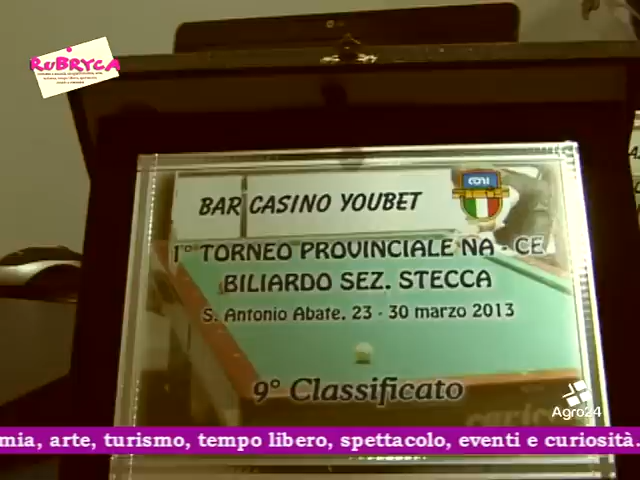 RuBRYCA
BAR CASINO YOUBET
CONI
1° TORNEO PROVINCIALE NA - CE
BILIARDO SEZ. STECCA
S. Antonio Abate, 23 - 30 marzo 2013
9° Classificato
Agro24
mia, arte, turismo, tempo libero, spettacolo, eventi e curiosità.